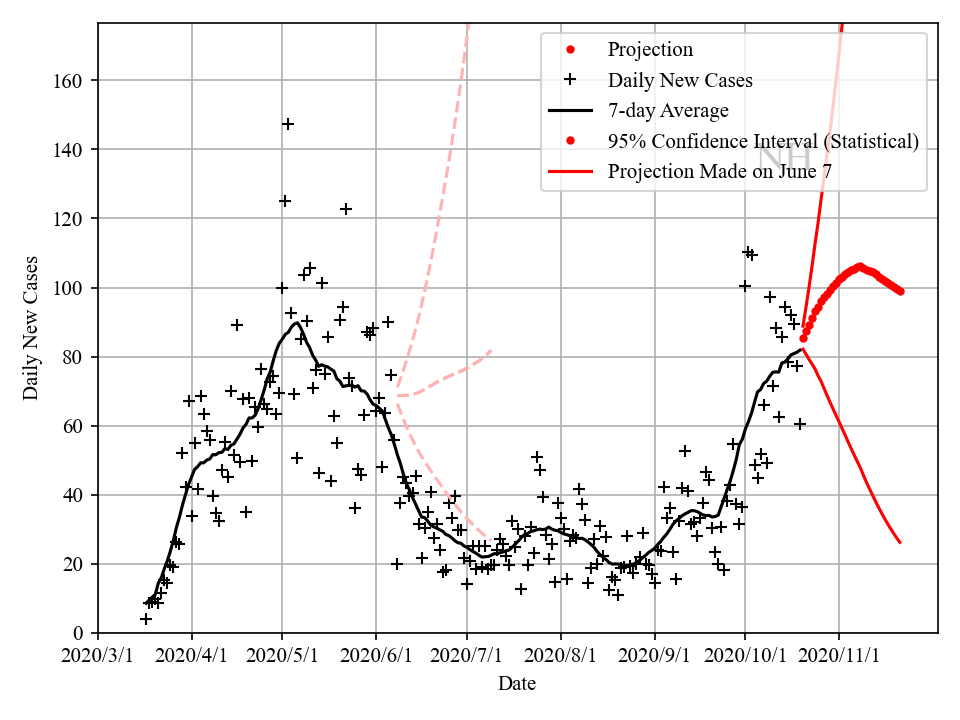 160
140
120
100
80
60
40
20
0
Daily New Cases
Projection
Daily New Cases
7-day Average
95% Confidence Interval (Statistical)
NH
Projection Made on June 7
2020/3/1 2020/4/1 2020/5/1 2020/6/1 2020/7/1 2020/8/1 2020/9/1 2020/10/1 2020/11/1
Date